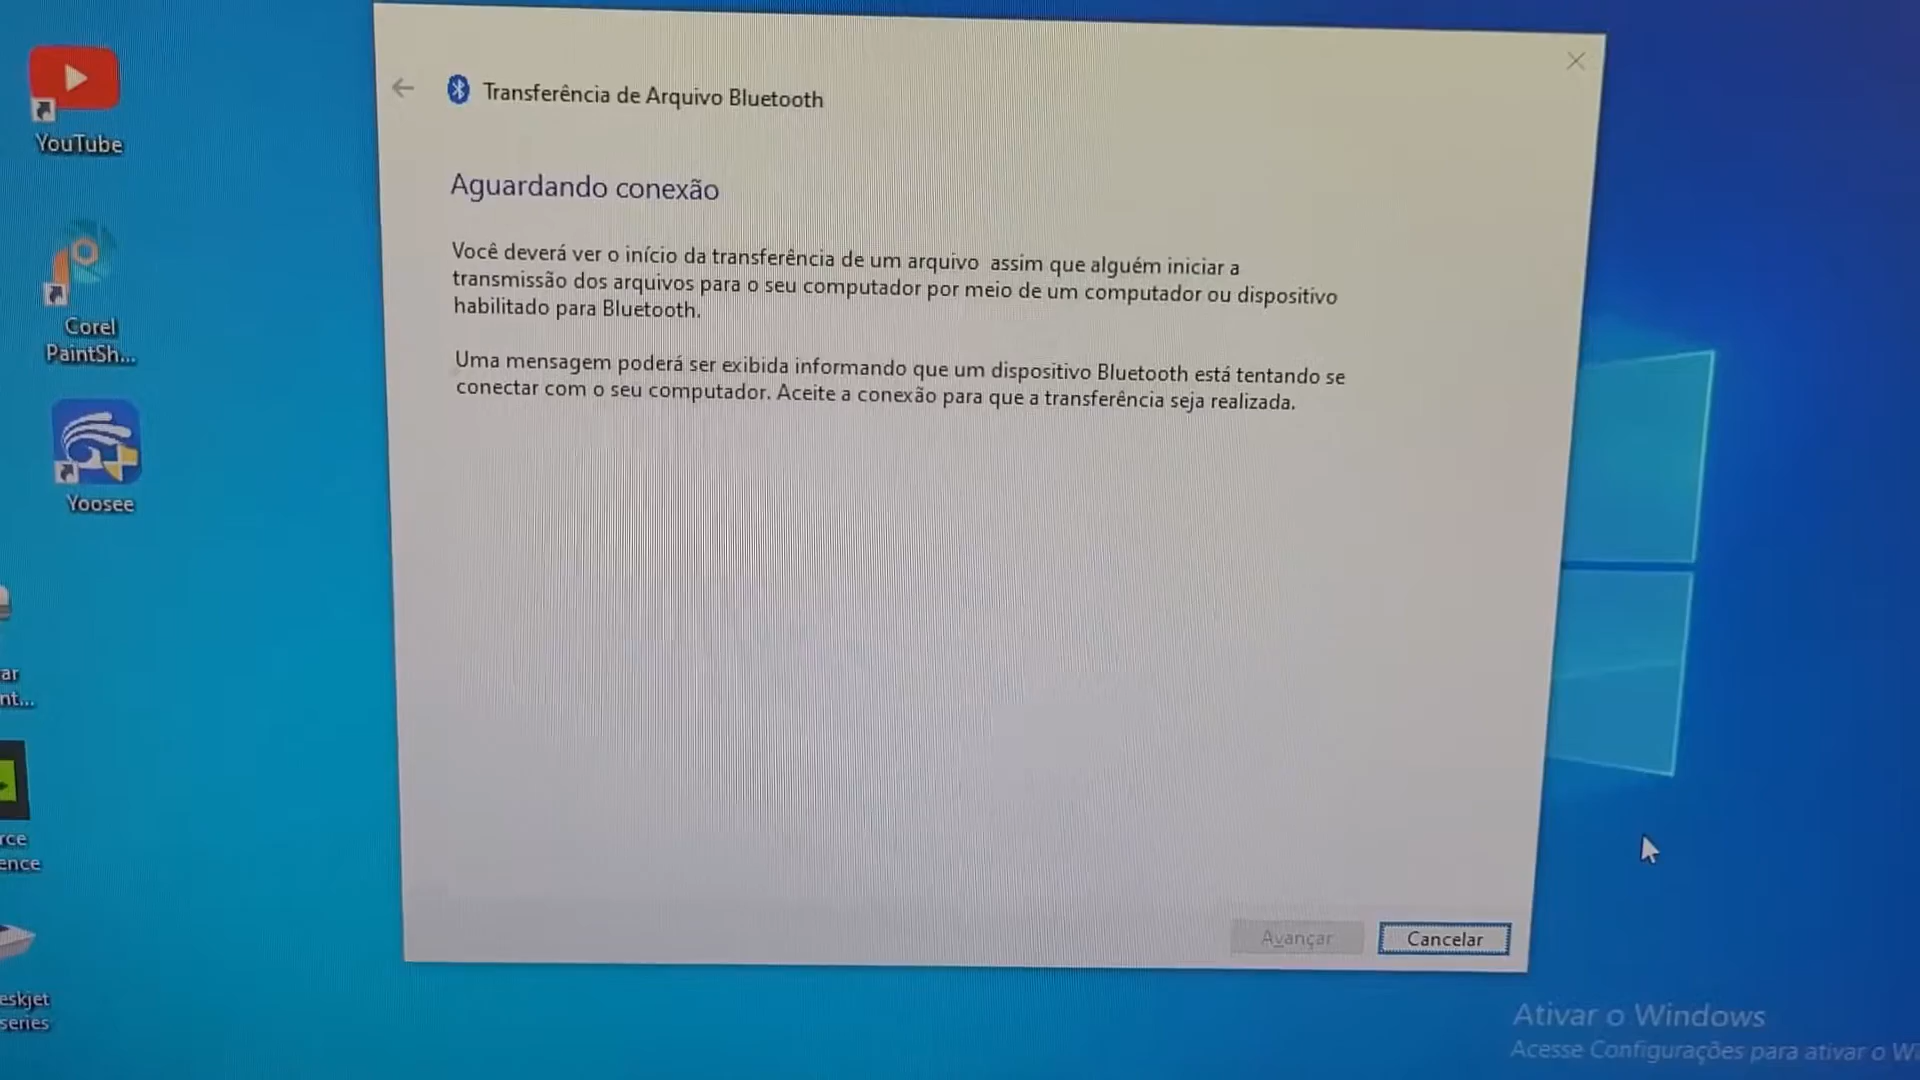 YouTube
Corel
PaintSh...
Yoosee
ar
nt...
rce
ence
eskjet
series
Transferência de Arquivo Bluetooth
Aguardando conexão
Você deverá ver o início da transferência de um arquivo  assim que alguém iniciar a
transmissão dos arquivos para o seu computador por meio de um computador ou dispositivo
habilitado para Bluetooth.
Uma mensagem poderá ser exibida informando que um dispositivo Bluetooth está tentando se
conectar com o seu computador. Aceite a conexão para que a transferência seja realizada.
Avançar
Cancelar
Ativar o Windows
Acesse Configurações para ativar o Wi